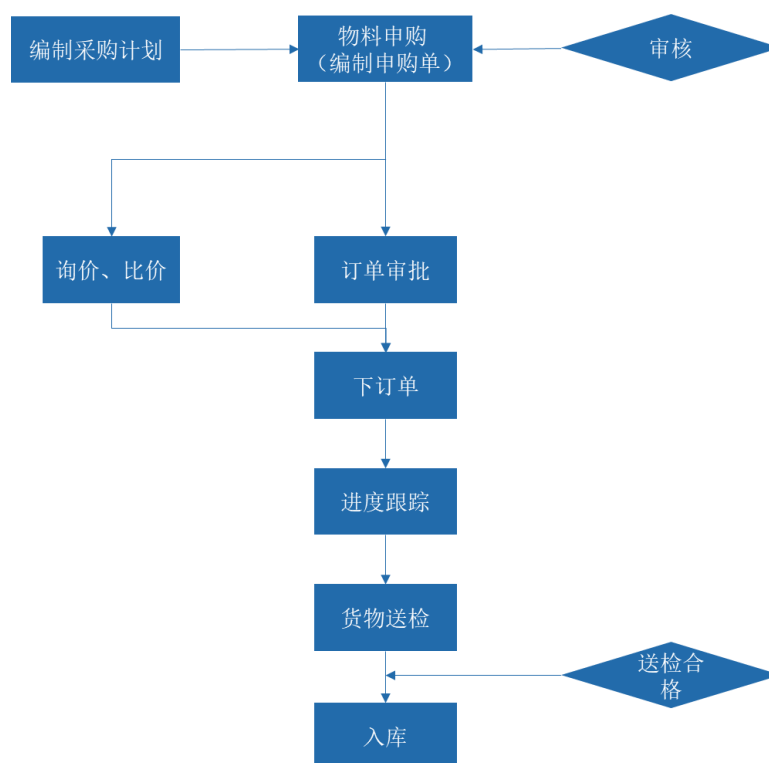 编制采购计划
物料申购
（编制申购单）
审核
询价、比价
订单审批
下订单
进度跟踪
货物送检
送检合
格
入库